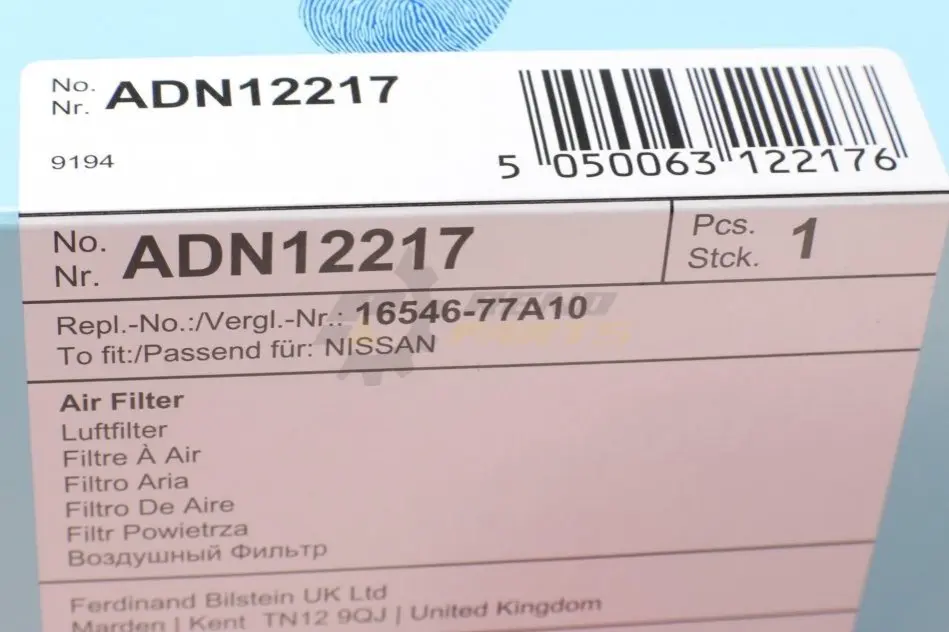 No.
Nr. ADN12217
9194
5 050063 122176
No.
Nr. ADN12217
Pcs.
Stck. 1
Repl.-No.:/Vergl.-Nr.: 16546-77A10
To fit:/Passend für: NISSAN
Air Filter
Luftfilter
Filtre À Air
Filtro Aria
Filtro De Aire
Filtr Powietrza
Воздушный Фильтр
Ferdinand Bilstein UK Ltd
Marden | Kent TN12 9QJ | United Kingdom
PARTS